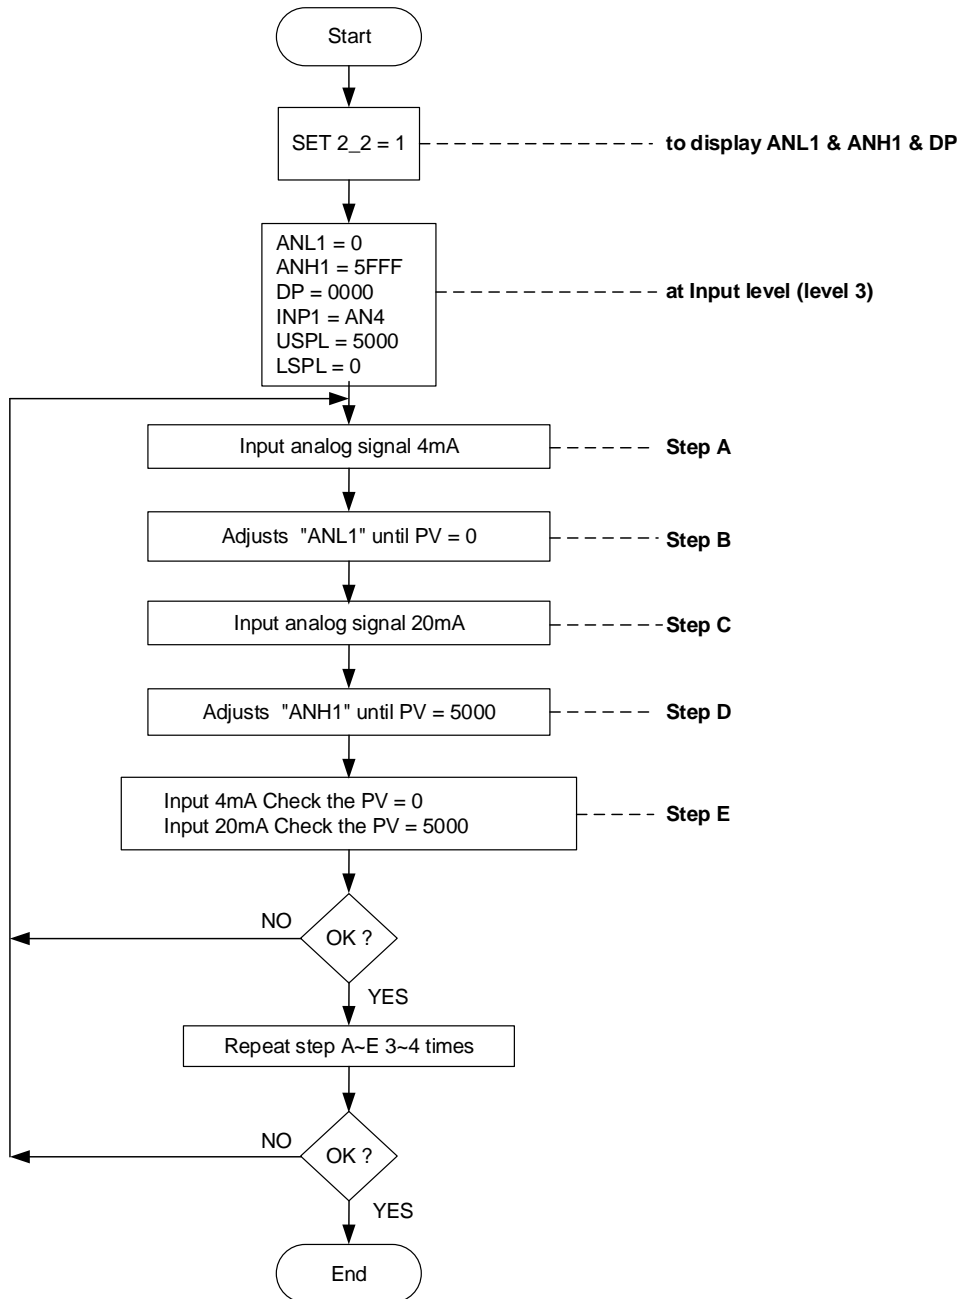 Start
SET 2_2 = 1
to display ANL1 & ANH1 & DP
ANL1 = 0
ANH1 = 5FFF
DP = 0000
INP1 = AN4
USPL = 5000
LSPL = 0
at Input level (level 3)
Input analog signal 4mA
Step A
Adjusts "ANL1" until PV = 0
Step B
Input analog signal 20mA
Step C
Adjusts "ANH1" until PV = 5000
Step D
Input 4mA Check the PV = 0
Input 20mA Check the PV = 5000
Step E
NO
OK ?
YES
Repeat step A~E 3~4 times
NO
OK ?
YES
End